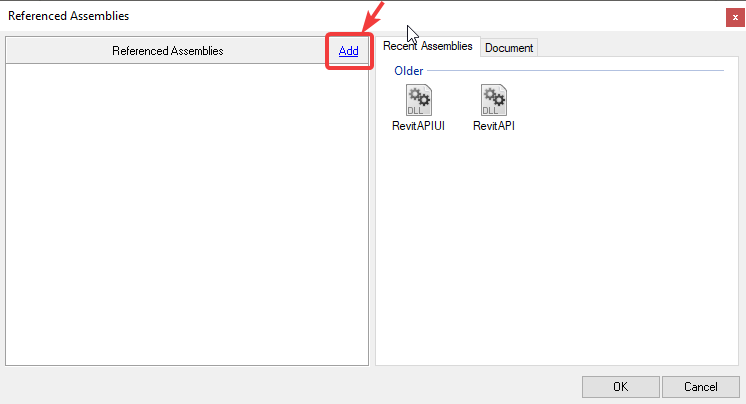 Referenced Assemblies
x
Referenced Assemblies
Add
Recent Assemblies
Document
Older
DLL
DLL
RevitAPIUI
RevitAPI
OK
Cancel